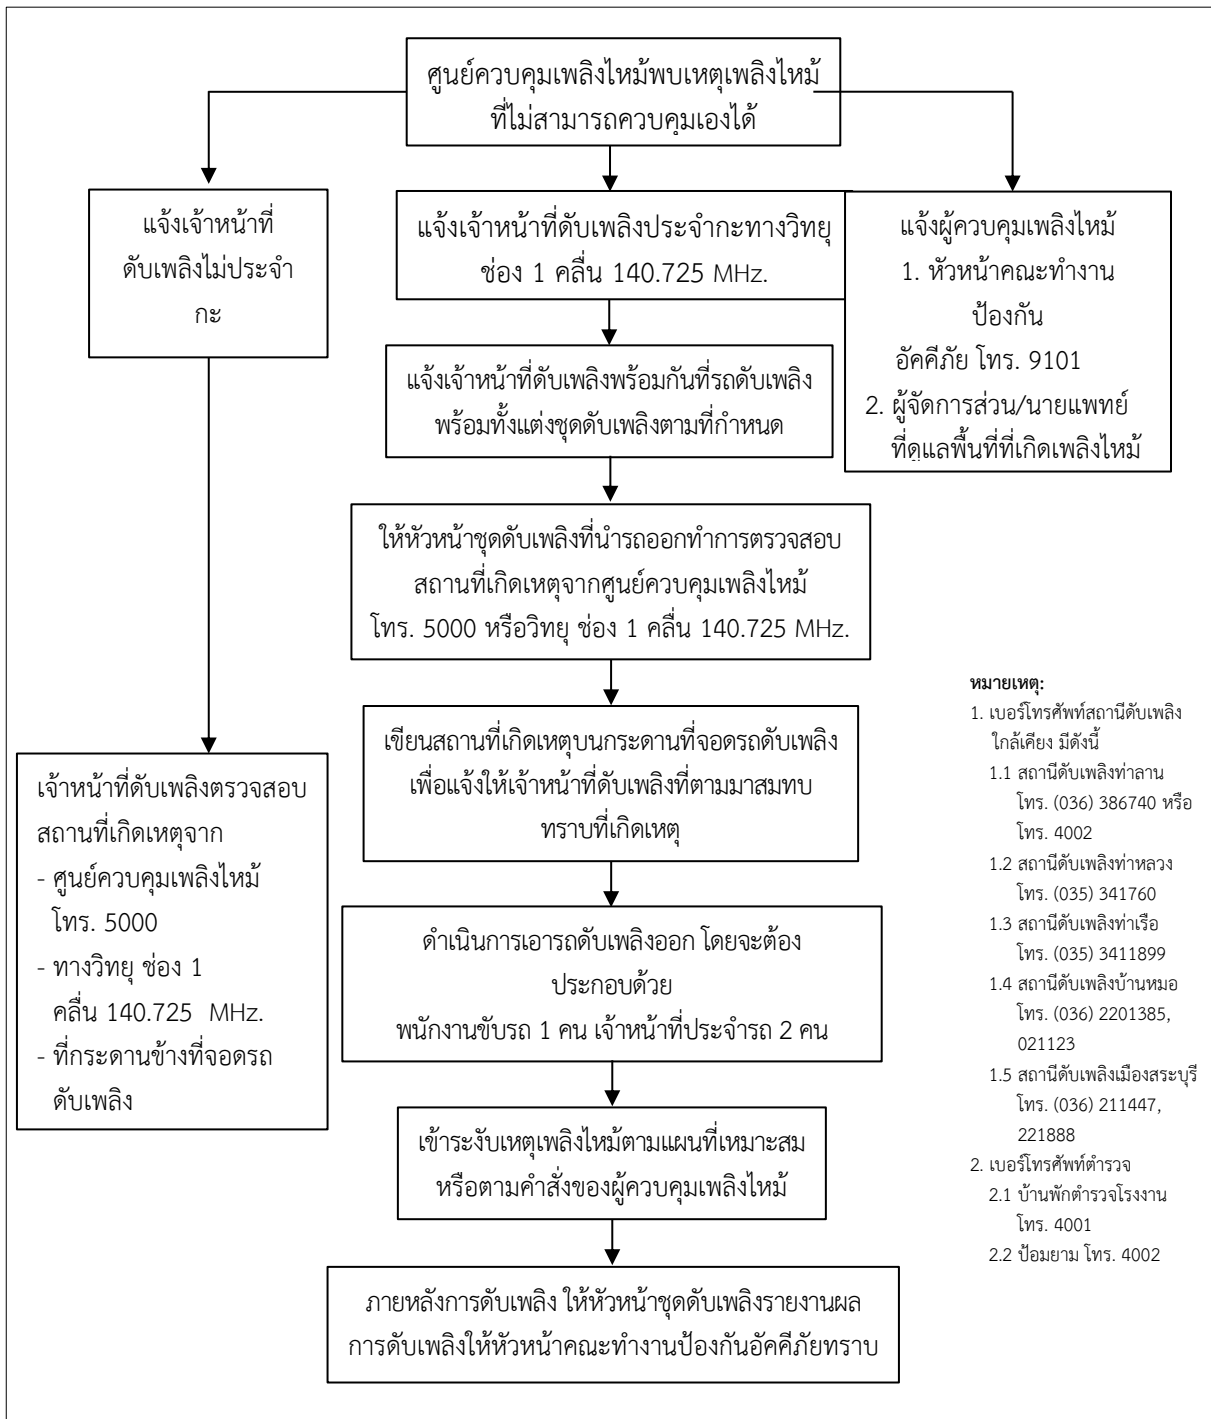 ศูนย์ควบคุมเพลิงไหม้พบเหตุเพลิงไหม้
ที่ไม่สามารถควบคุมเองได้
แจ้งเจ้าหน้าที่
ดับเพลิงไม่ประจำ
กะ
แจ้งเจ้าหน้าที่ดับเพลิงประจำกะทางวิทยุ
ช่อง 1 คลื่น 140.725 MHz.
แจ้งผู้ควบคุมเพลิงไหม้
1. หัวหน้าคณะทำงาน
ป้องกัน
อัคคีภัย โทร. 9101
2. ผู้จัดการส่วน/นายแพทย์
ที่ดูแลพื้นที่ที่เกิดเพลิงไหม้
แจ้งเจ้าหน้าที่ดับเพลิงพร้อมกันที่รถดับเพลิง
พร้อมทั้งแต่งชุดดับเพลิงตามที่กำหนด
ให้หัวหน้าชุดดับเพลิงที่นำรถออกทำการตรวจสอบ
สถานที่เกิดเหตุจากศูนย์ควบคุมเพลิงไหม้
โทร. 5000 หรือวิทยุ ช่อง 1 คลื่น 140.725 MHz.
เขียนสถานที่เกิดเหตุบนกระดานที่จอดรถดับเพลิง
เพื่อแจ้งให้เจ้าหน้าที่ดับเพลิงที่ตามมาสมทบ
ทราบที่เกิดเหตุ
เจ้าหน้าที่ดับเพลิงตรวจสอบ
สถานที่เกิดเหตุจาก
- ศูนย์ควบคุมเพลิงไหม้
โทร. 5000
- ทางวิทยุ ช่อง 1
คลื่น 140.725 MHz.
- ที่กระดานข้างที่จอดรถ
ดับเพลิง
ดำเนินการเอารถดับเพลิงออก โดยจะต้อง
ประกอบด้วย
พนักงานขับรถ 1 คน เจ้าหน้าที่ประจำรถ 2 คน
เข้าระงับเหตุเพลิงไหม้ตามแผนที่เหมาะสม
หรือตามคำสั่งของผู้ควบคุมเพลิงไหม้
ภายหลังการดับเพลิง ให้หัวหน้าชุดดับเพลิงรายงานผล
การดับเพลิงให้หัวหน้าคณะทำงานป้องกันอัคคีภัยทราบ
หมายเหตุ:
1. เบอร์โทรศัพท์สถานีดับเพลิง
ใกล้เคียง มีดังนี้
1.1 สถานีดับเพลิงท่าลาน
โทร. (036) 386740 หรือ
โทร. 4002
1.2 สถานีดับเพลิงท่าหลวง
โทร. (035) 341760
1.3 สถานีดับเพลิงท่าเรือ
โทร. (035) 3411899
1.4 สถานีดับเพลิงบ้านหมอ
โทร. (036) 2201385,
021123
1.5 สถานีดับเพลิงเมืองสระบุรี
โทร. (036) 211447,
221888
2. เบอร์โทรศัพท์ตำรวจ
2.1 บ้านพักตำรวจโรงงาน
โทร. 4001
2.2 ป้อมยาม โทร. 4002